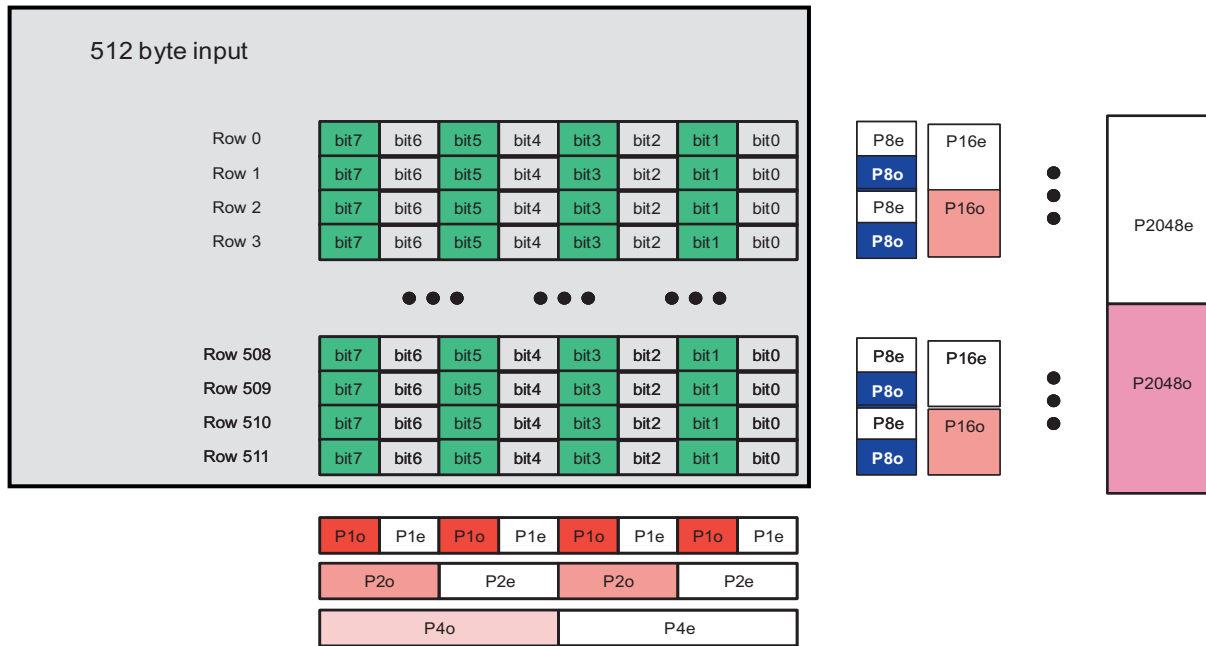 512 byte input
Row 0 bit7 bit6 bit5 bit4 bit3 bit2 bit1 bit0 P8e P16e
Row 1 bit7 bit6 bit5 bit4 bit3 bit2 bit1 bit0 P8o
Row 2 bit7 bit6 bit5 bit4 bit3 bit2 bit1 bit0 P8e P16o P2048e
Row 3 bit7 bit6 bit5 bit4 bit3 bit2 bit1 bit0 P8o
Row 508 bit7 bit6 bit5 bit4 bit3 bit2 bit1 bit0 P8e P16e
Row 509 bit7 bit6 bit5 bit4 bit3 bit2 bit1 bit0 P8o P2048o
Row 510 bit7 bit6 bit5 bit4 bit3 bit2 bit1 bit0 P8e P16o
Row 511 bit7 bit6 bit5 bit4 bit3 bit2 bit1 bit0 P8o
P1o P1e P1o P1e P1o P1e P1o P1e
P2o P2e P2o P2e
P4o P4e